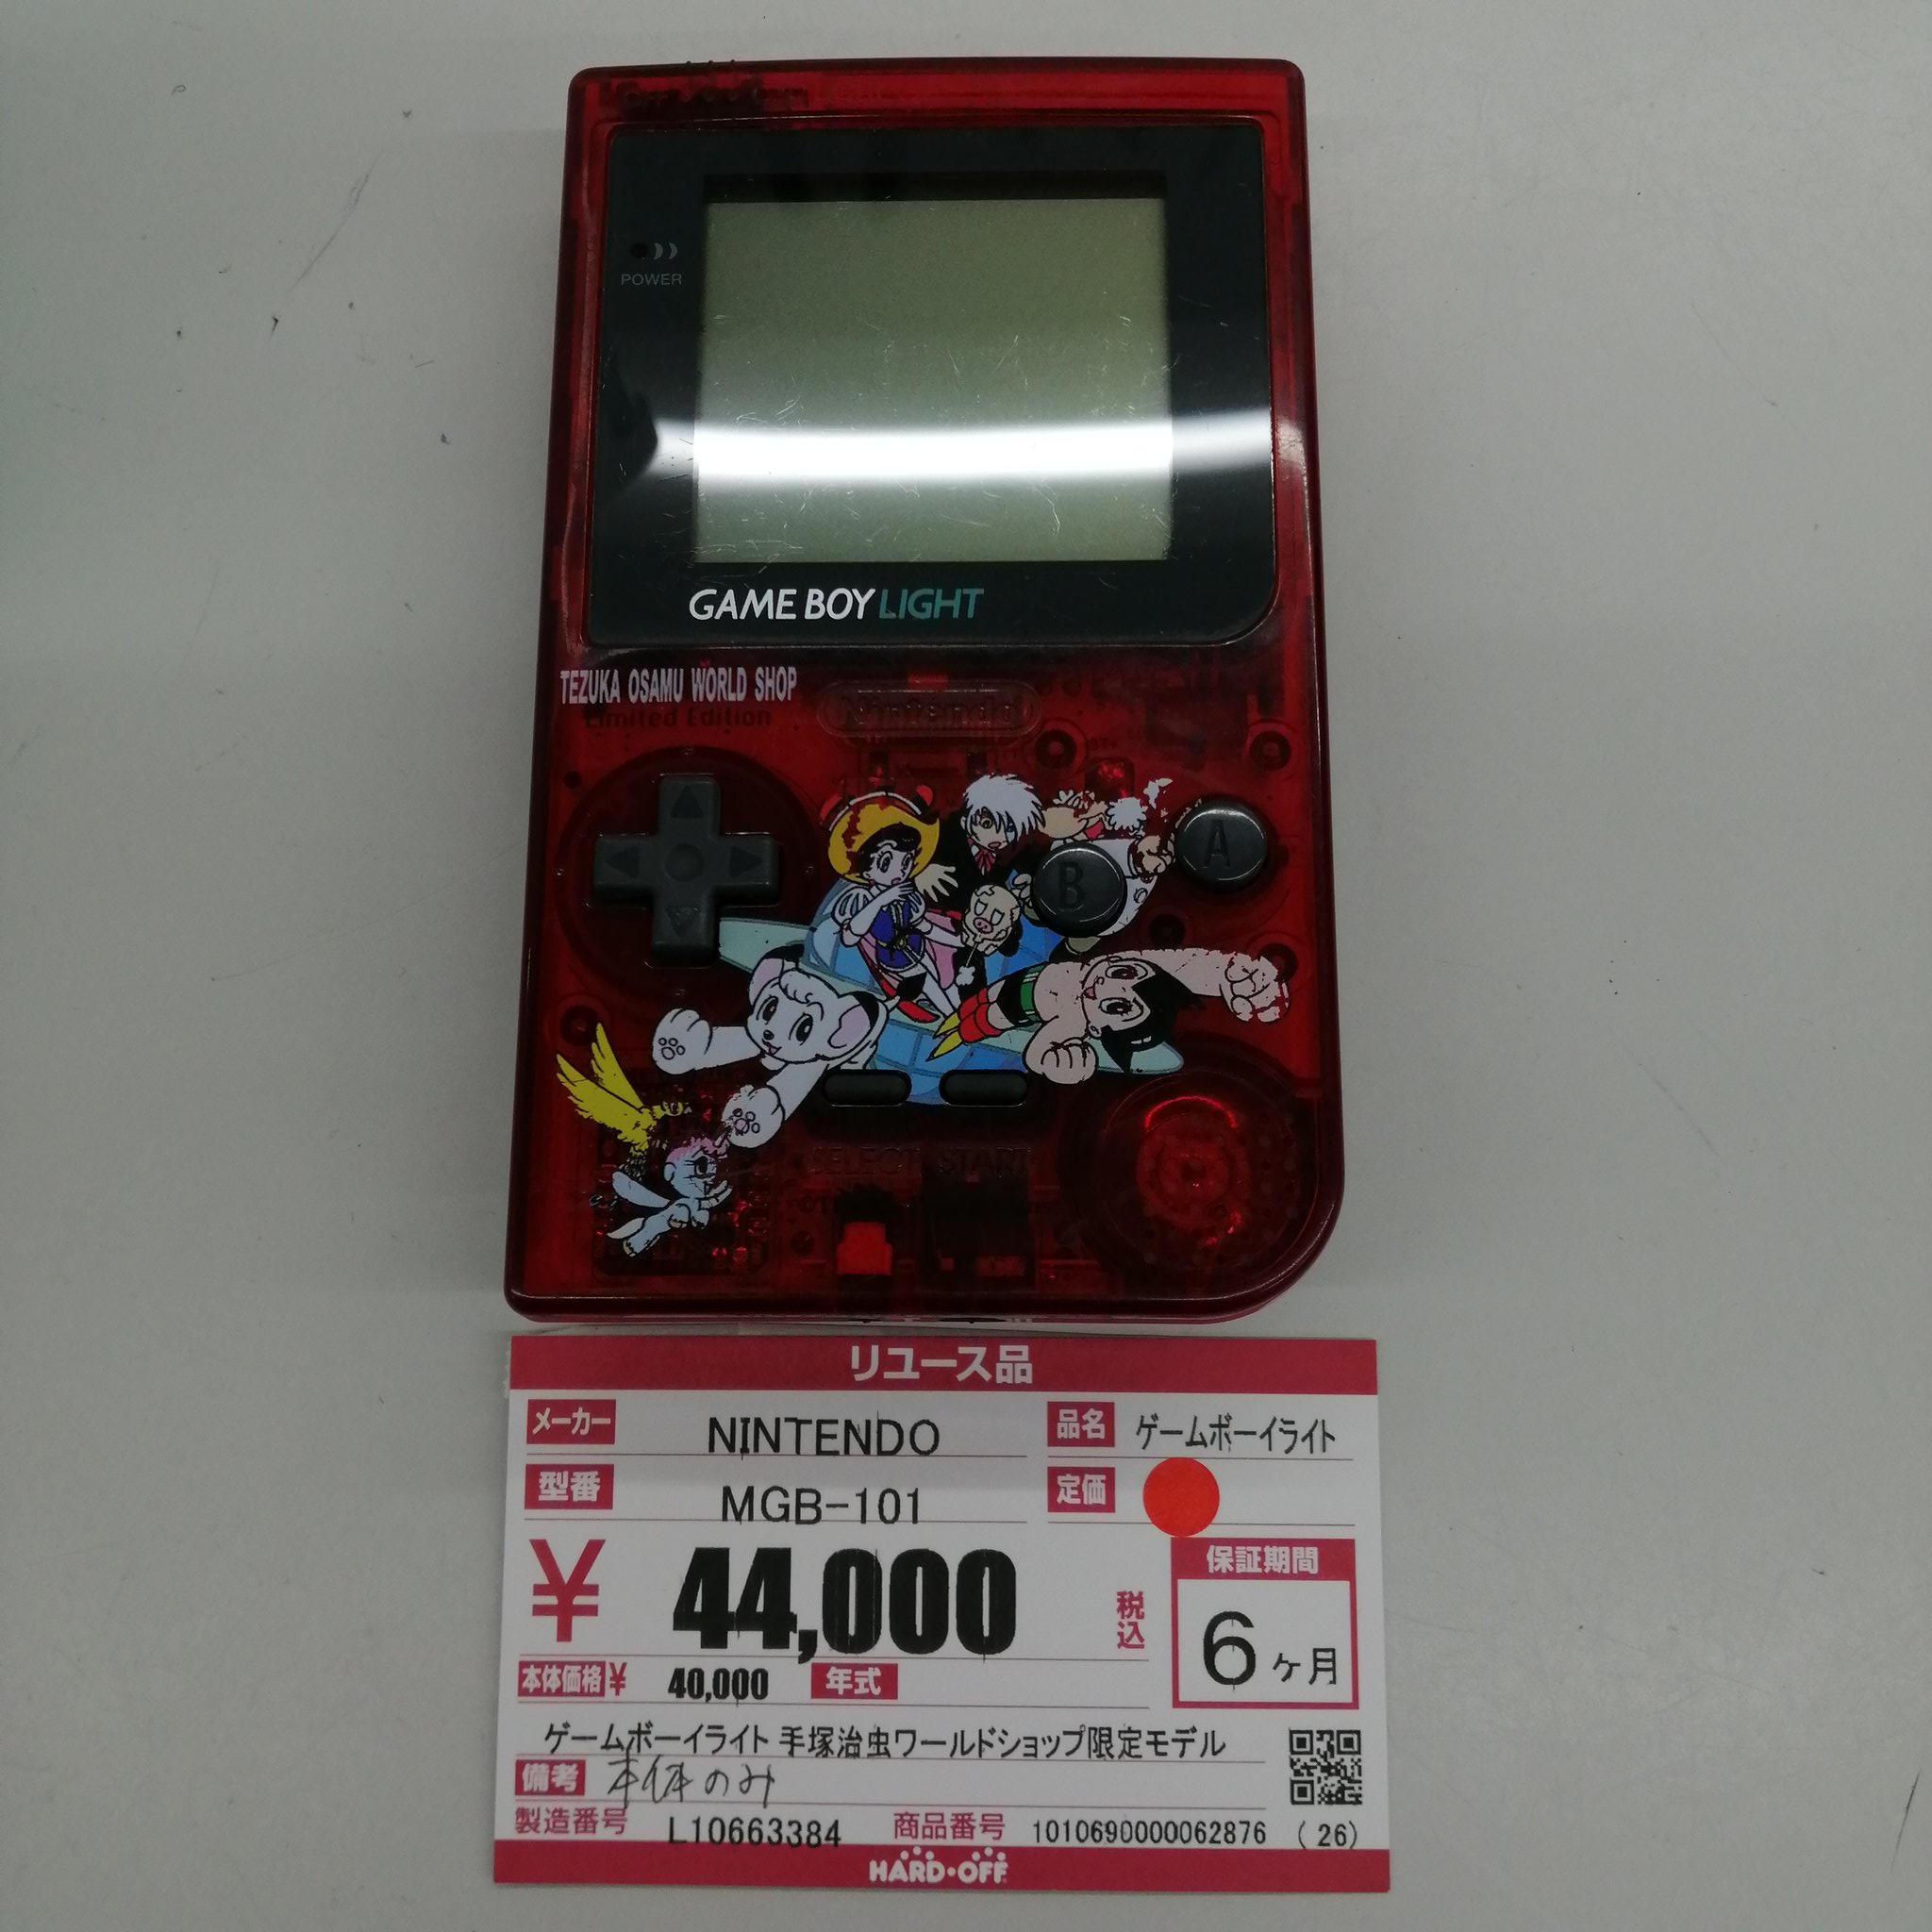 POWER
GAME BOY LIGHT
TEZUKA OSAMU WORLD SHOP
Limited Edition
Nintendo
A
B
SELECT START
リユース品
メーカー NINTENDO 品名 ゲームボーイライト
型番 MGB-101 定価
¥ 44,000 税込
保証期間
6ヶ月
本体価格¥ 40,000 年式
ゲームボーイライト 手塚治虫ワールドショップ限定モデル
備考 本体のみ
製造番号 L10663384 商品番号 1010690000062876 (26)
HARD・OFF